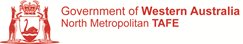 Government of Western Australia
North Metropolitan TAFE